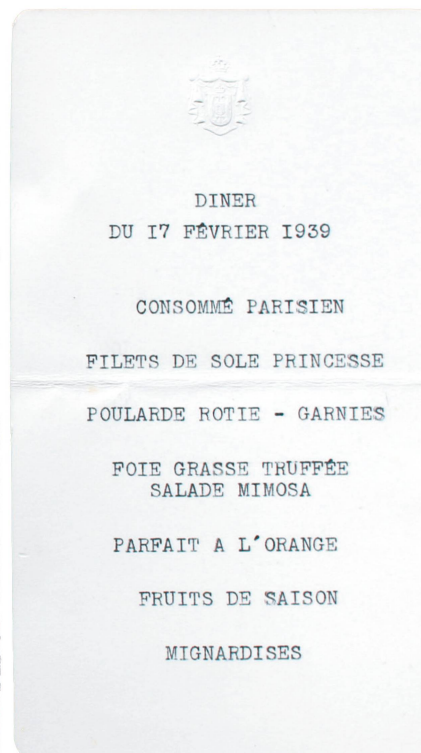 DINER
DU I7 FÉVRIER I939
CONSOMMÉ PARISIEN
FILETS DE SOLE PRINCESSE
POULARDE ROTIE - GARNIES
FOIE GRASSE TRUFFÉE
SALADE MIMOSA
PARFAIT A L'ORANGE
FRUITS DE SAISON
MIGNARDISES